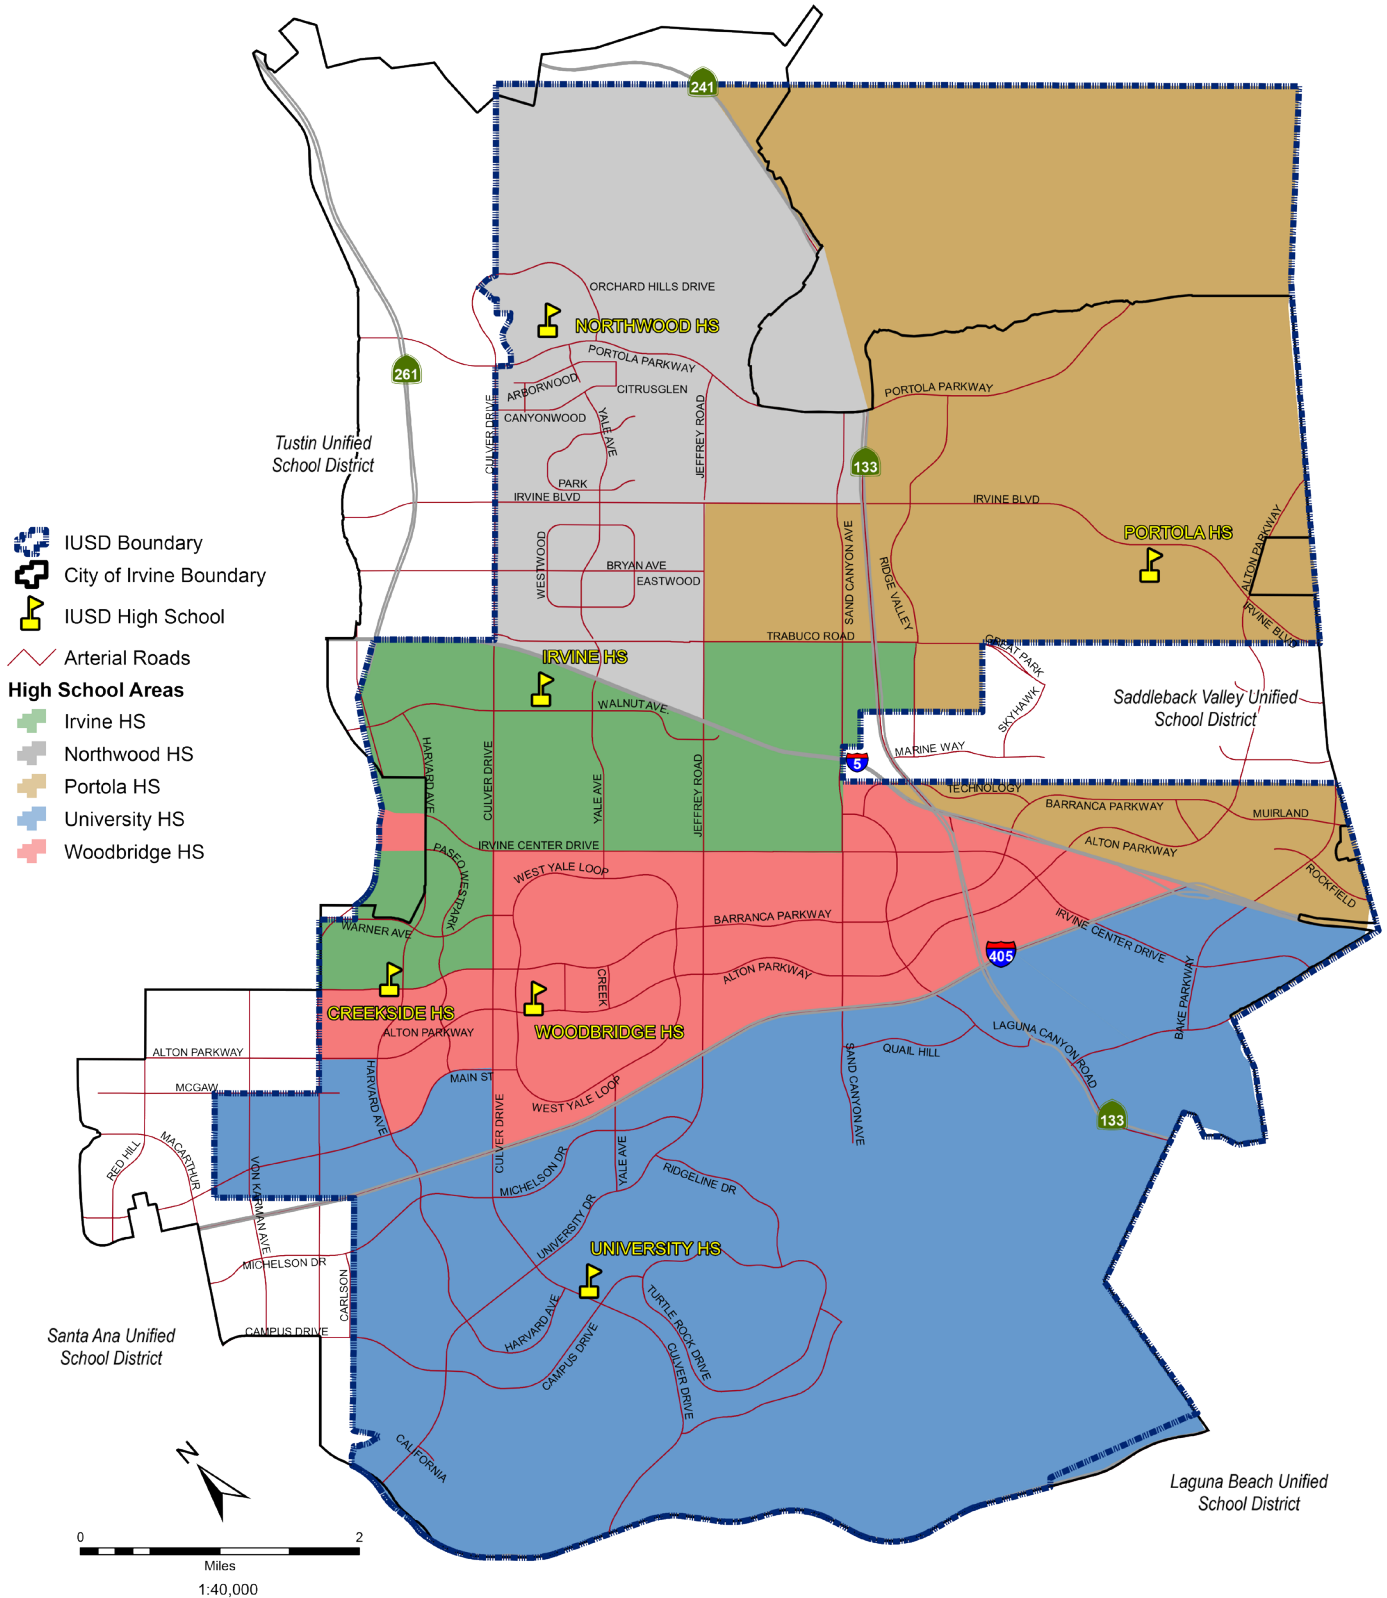 241
ORCHARD HILLS DRIVE
NORTHWOOD HS
PORTOLA PARKWAY
261
ARBORWOOD
CITRUSGLEN
PORTOLA PARKWAY
CANYONWOOD
CULVER DRIVE
YALE AVE
JEFFREY ROAD
Tustin Unified
School District
133
PARK
IRVINE BLVD
IRVINE BLVD
PORTOLA HS
ALTON PARKWAY
WESTWOOD
BRYAN AVE
EASTWOOD
SAND CANYON AVE
RIDGE VALLEY
IRVINE BLVD
TRABUCO ROAD
GREAT PARK
SKYHAWK
Saddleback Valley Unified
School District
IUSD Boundary
City of Irvine Boundary
IUSD High School
Arterial Roads
High School Areas
Irvine HS
Northwood HS
Portola HS
University HS
Woodbridge HS
IRVINE HS
WALNUT AVE.
HARVARD AVE
CULVER DRIVE
YALE AVE
JEFFREY ROAD
MARINE WAY
5
TECHNOLOGY
BARRANCA PARKWAY
MUIRLAND
ALTON PARKWAY
ROCKFIELD
IRVINE CENTER DRIVE
PASEO WESTPARK
WEST YALE LOOP
BARRANCA PARKWAY
IRVINE CENTER DRIVE
WARNER AVE
405
CREEK
ALTON PARKWAY
CREEKSIDE HS
WOODBRIDGE HS
ALTON PARKWAY
ALTON PARKWAY
BAKE PARKWAY
LAGUNA CANYON ROAD
QUAIL HILL
SAND CANYON AVE
MCGAW
MAIN ST
WEST YALE LOOP
HARVARD AVE
CULVER DRIVE
133
RED HILL
MACARTHUR
VON KARMAN AVE
MICHELSON DR
YALE AVE
RIDGELINE DR
UNIVERSITY DR
UNIVERSITY HS
MICHELSON DR
CARLSON
CAMPUS DRIVE
HARVARD AVE
CAMPUS DRIVE
TURTLE ROCK DRIVE
CULVER DRIVE
Santa Ana Unified
School District
CALIFORNIA
Laguna Beach Unified
School District
N
0 2
Miles
1:40,000